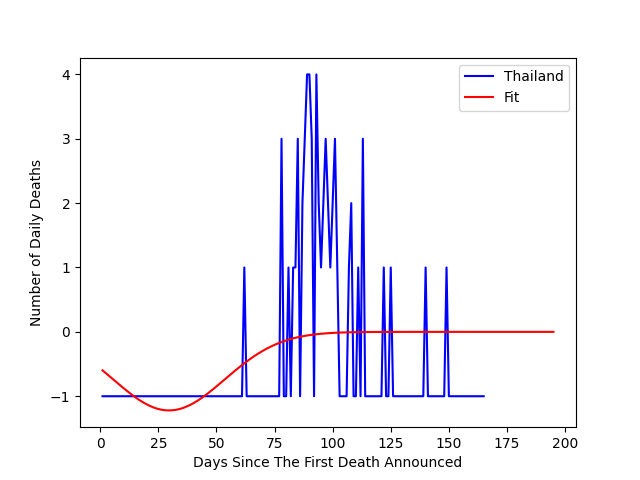 Thailand
Fit
4
3
2
1
0
−1
Number of Daily Deaths
0 25 50 75 100 125 150 175 200
Days Since The First Death Announced